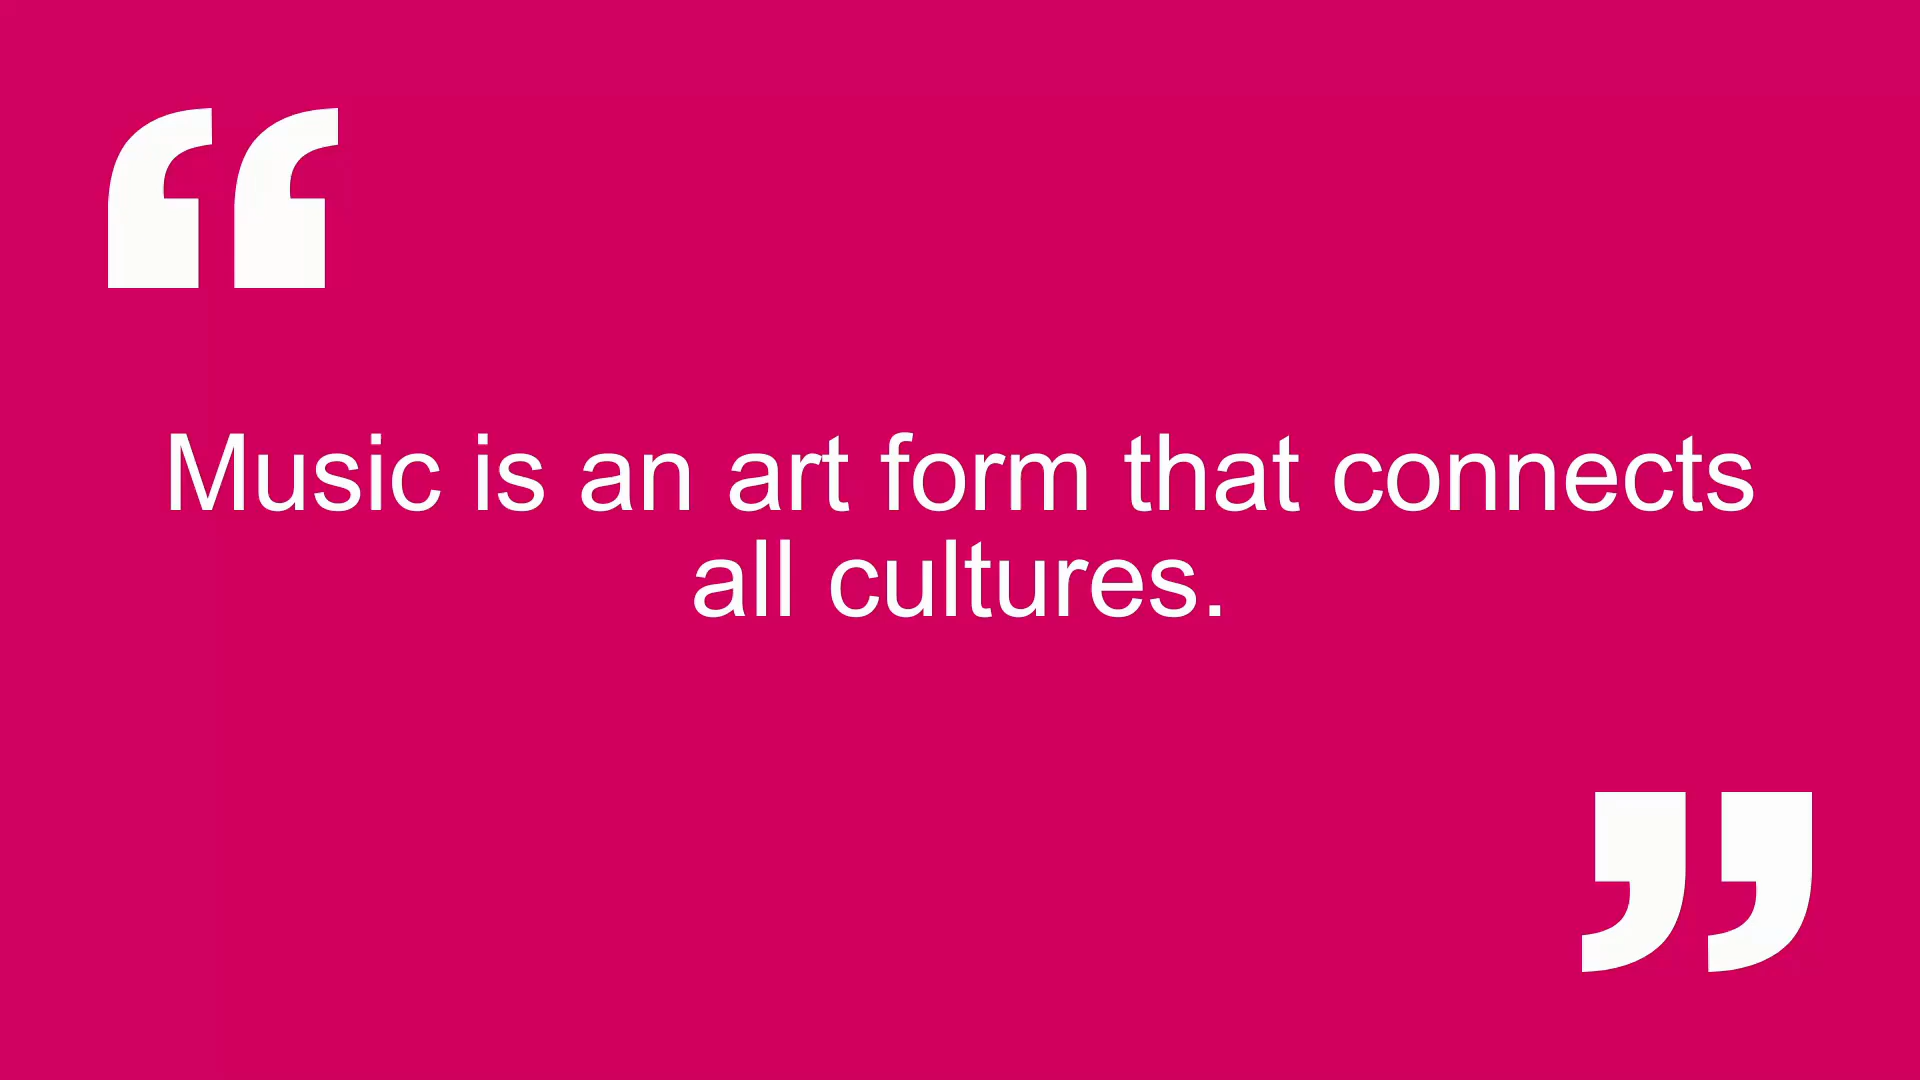 “
Music is an art form that connects
all cultures.
”